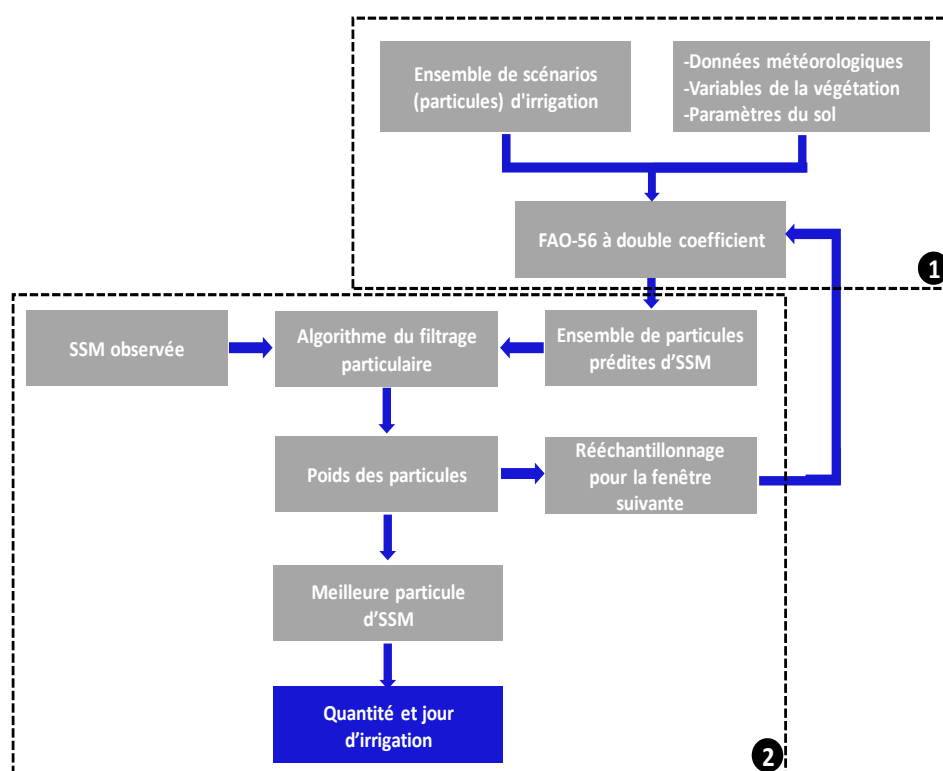 Ensemble de scénarios
(particules) d'irrigation
-Données météorologiques
-Variables de la végétation
-Paramètres du sol
FAO-56 à double coefficient
1
SSM observée
Algorithme du filtrage
particulaire
Ensemble de particules
prédites d’SSM
Poids des particules
Rééchantillonnage
pour la fenêtre
suivante
Meilleure particule
d’SSM
Quantité et jour
d’irrigation
2